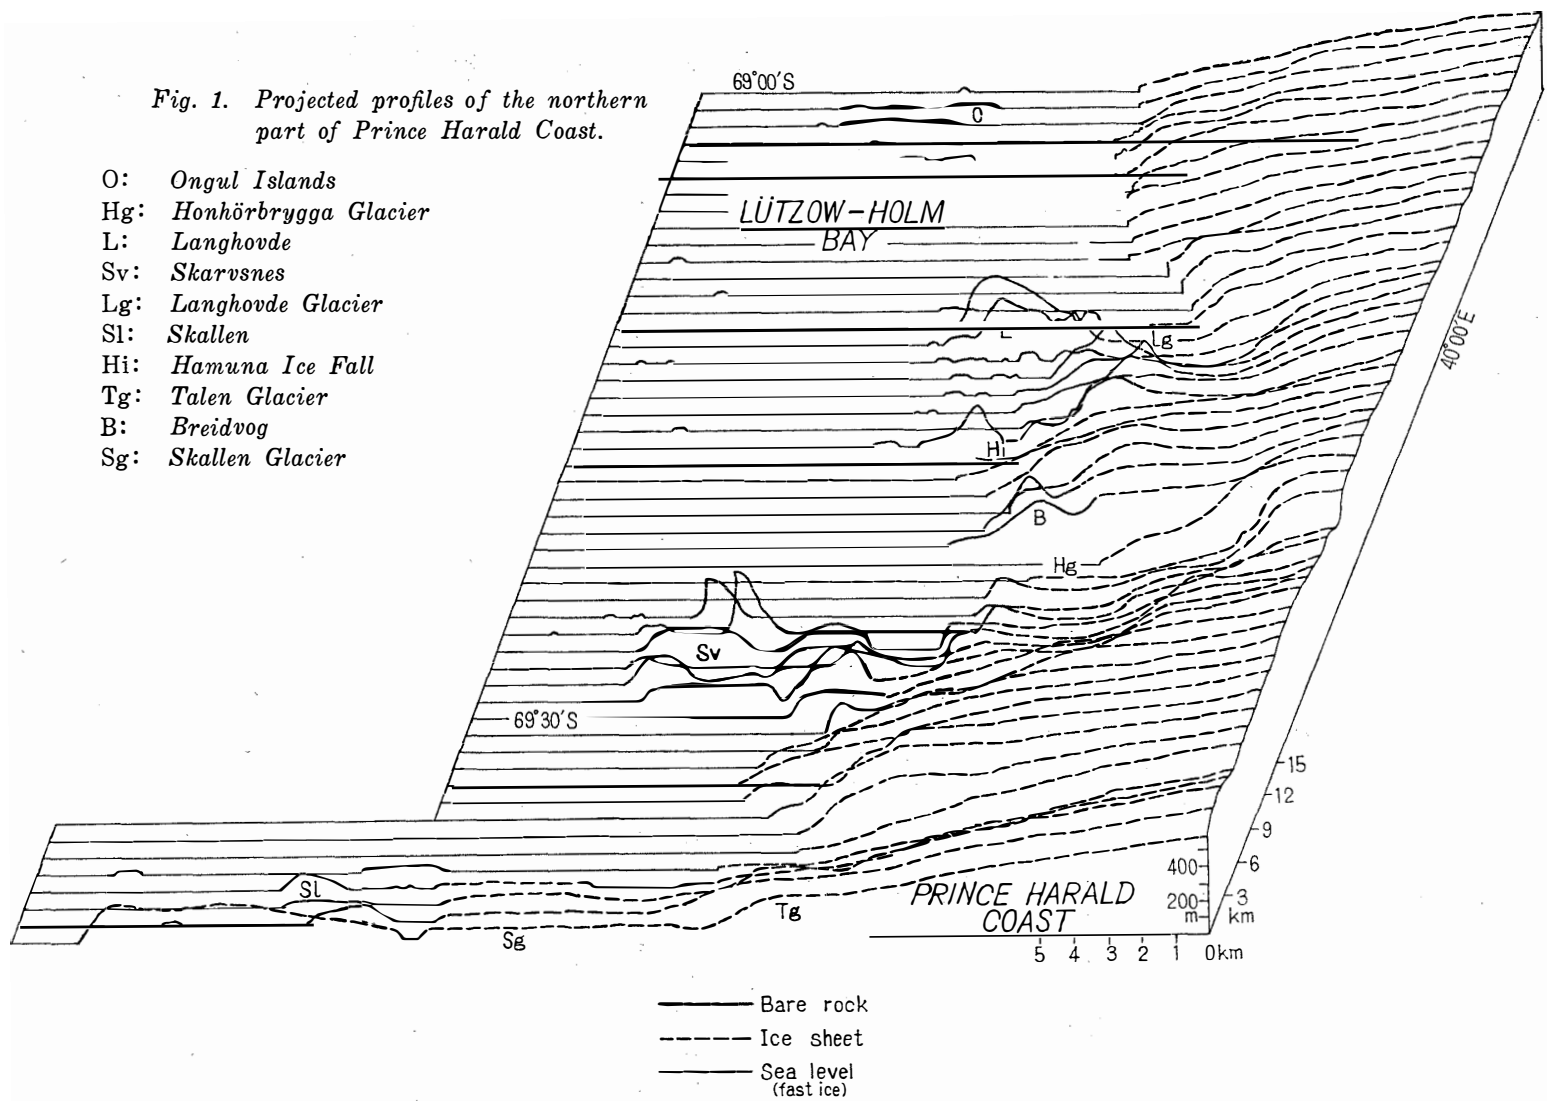 Fig. 1. Projected profiles of the northern
part of Prince Harald Coast.
O: Ongul Islands
Hg: Honhörbrygga Glacier
L: Langhovde
Sv: Skarvsnes
Lg: Langhovde Glacier
Sl: Skallen
Hi: Hamuna Ice Fall
Tg: Talen Glacier
B: Breidvog
Sg: Skallen Glacier
69°00'S
O
LÜTZOW-HOLM
BAY
L
Lg
40°00'E
Hi
B
Hg
Sv
69°30'S
15
12
9
6
3
km
400
200
m
Sl
Sg
Tg
PRINCE HARALD
COAST
5 4 3 2 1 0km
Bare rock
Ice sheet
Sea level
(fast ice)